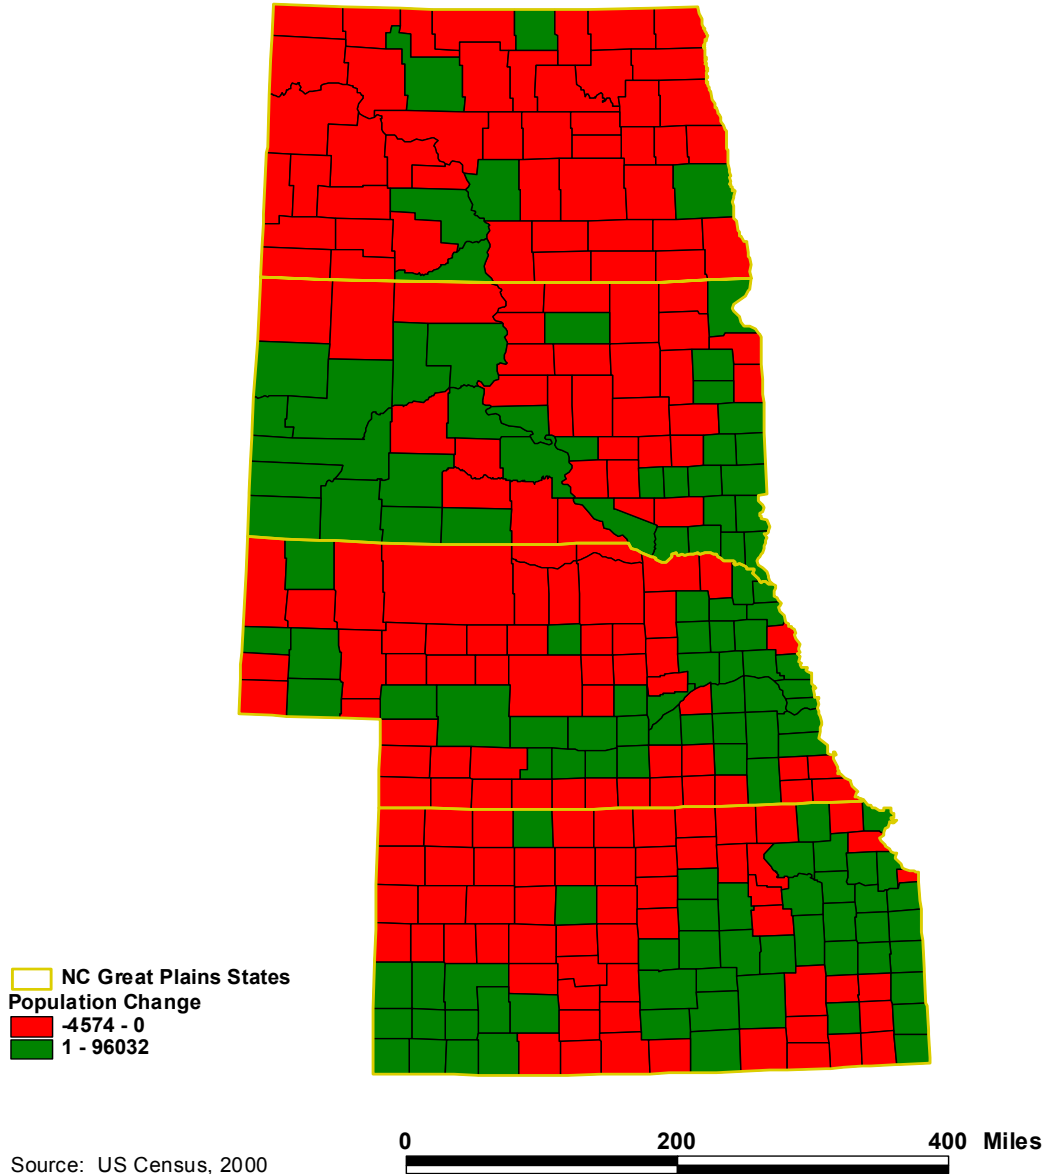 NC Great Plains States
Population Change
-4574 - 0
1 - 96032
0 200 400 Miles
Source: US Census, 2000